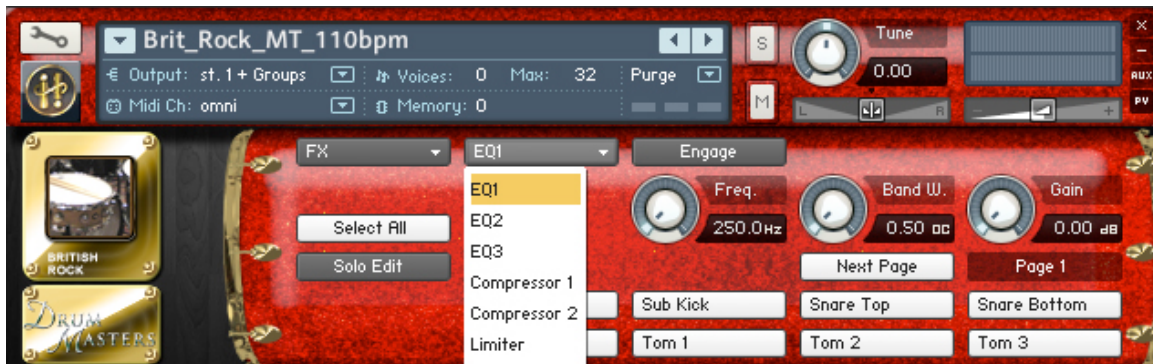 Brit_Rock_MT_110bpm
S
Tune
×
Output: st. 1 + Groups
Voices: 0 Max: 32
Purge
0.00
AUX
Midi Ch: omni
Memory: 0
M
L R
- +
PV
FX
EQ1
Engage
EQ1
Freq.
Band W.
Gain
Select All
EQ2
250.0Hz
0.50 oc
0.00 dB
BRITISH
ROCK
Solo Edit
EQ3
Next Page
Page 1
Compressor 1
DRUM
MASTERS
Compressor 2
Sub Kick
Snare Top
Snare Bottom
Limiter
Tom 1
Tom 2
Tom 3